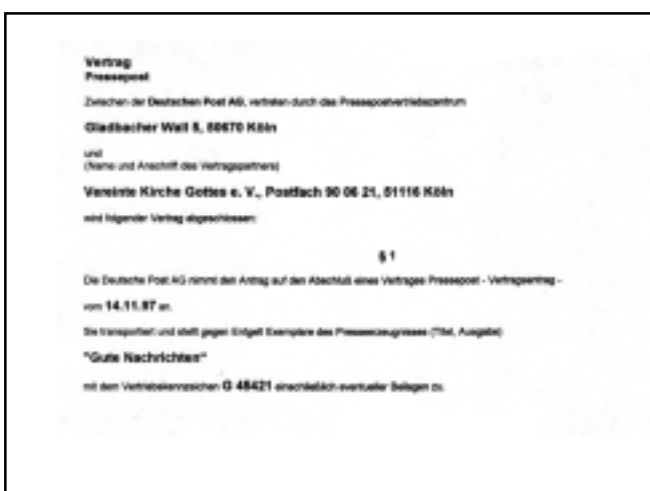 Vertrag
Pressepost
Zwischen der Deutschen Post AG, vertreten durch das Pressepostvertriebszentrum
Gladbacher Wall 5, 50670 Köln
und
(Name und Anschrift des Vertragspartners)
Vereinte Kirche Gottes e. V., Postfach 90 06 21, 51116 Köln
wird folgender Vertrag abgeschlossen:
§ 1
Die Deutsche Post AG nimmt den Antrag auf den Abschluß eines Vertrages Pressepost - Vertragsantrag -
vom 14.11.97 an.
Sie transportiert und stellt gegen Entgelt Exemplare des Presseerzeugnisses (Titel, Ausgabe)
"Gute Nachrichten"
mit dem Vertriebskennzeichen G 45421 einschließlich eventueller Beilagen zu.